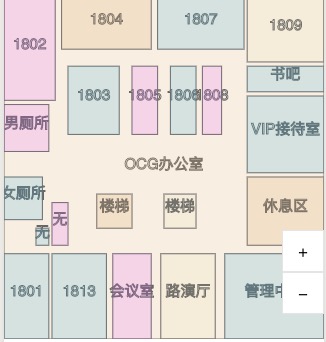 1802
1804
1807
1809
书吧
1803
1805
1806
1808
男厕所
VIP接待室
OCG办公室
女厕所
无
无
楼梯
楼梯
休息区
+
−
1801
1813
会议室
路演厅
管理中